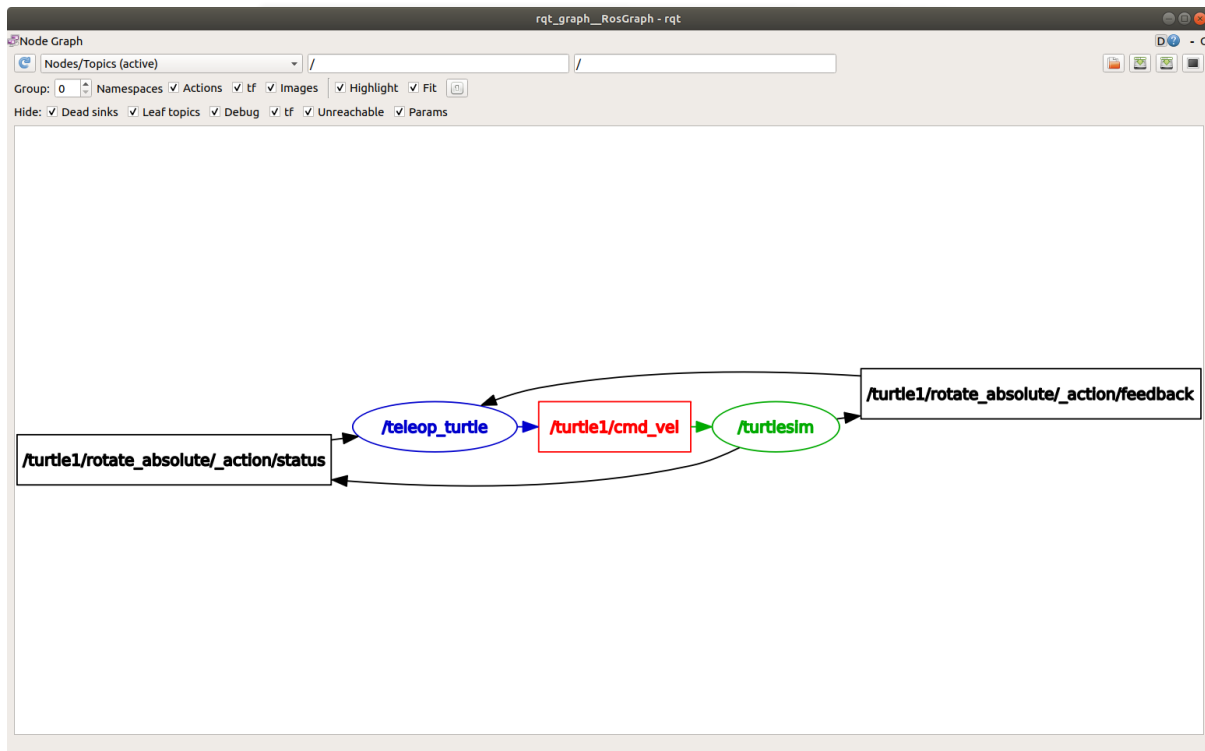 rqt_graph__RosGraph - rqt
Node Graph D -
Nodes/Topics (active) / /
Group: 0 Namespaces Actions tf Images Highlight Fit
Hide: Dead sinks Leaf topics Debug tf Unreachable Params
/turtle1/rotate_absolute/_action/feedback
/teleop_turtle /turtle1/cmd_vel /turtlesim
/turtle1/rotate_absolute/_action/status